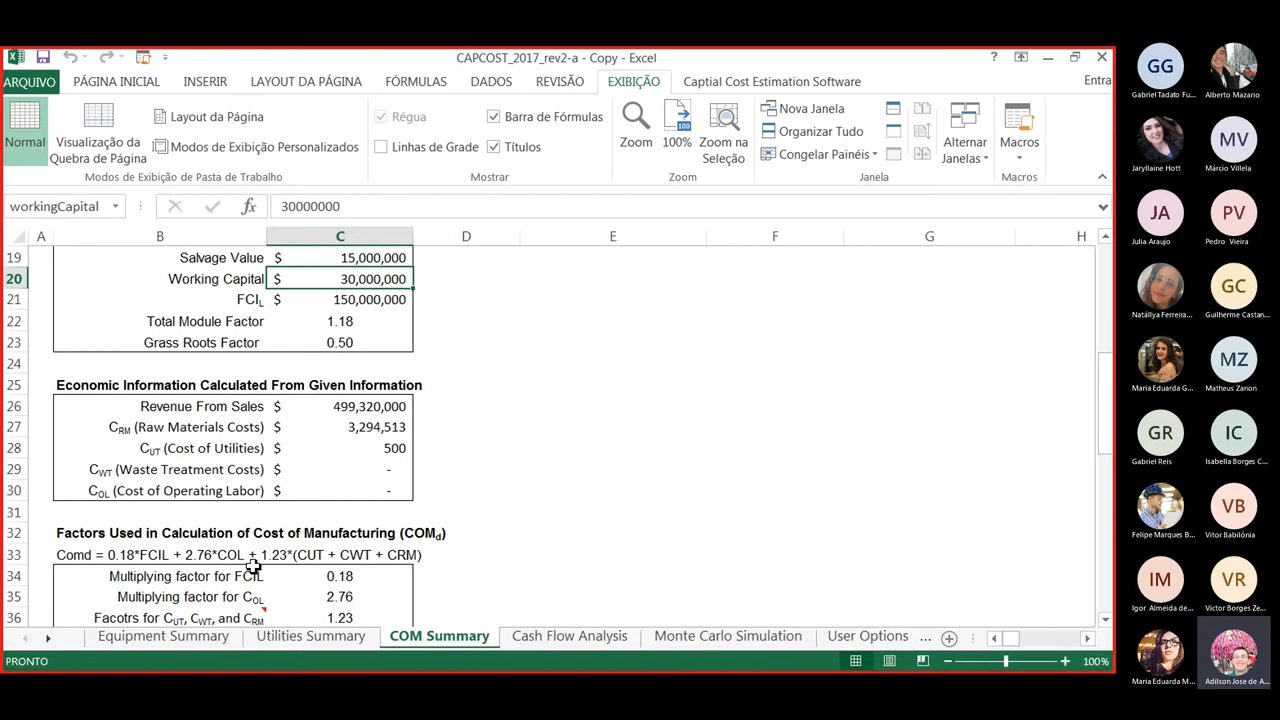 CAPCOST_2017_rev2-a - Copy - Excel
ARQUIVO PÁGINA INICIAL INSERIR LAYOUT DA PÁGINA FÓRMULAS DADOS REVISÃO EXIBIÇÃO Captial Cost Estimation Software Entra
Normal
Visualização da Quebra de Página
Layout da Página
Modos de Exibição Personalizados
Modos de Exibição de Pasta de Trabalho
Régua
Barra de Fórmulas
Linhas de Grade
Títulos
Mostrar
Zoom
100
100%
Zoom na Seleção
Zoom
Nova Janela
Organizar Tudo
Congelar Painéis
Alternar Janelas
Janela
Macros
Macros
workingCapital fx 30000000
A B C D E F G H
19 Salvage Value $ 15,000,000
20 Working Capital $ 30,000,000
21 FCIL $ 150,000,000
22 Total Module Factor 1.18
23 Grass Roots Factor 0.50
24
25 Economic Information Calculated From Given Information
26 Revenue From Sales $ 499,320,000
27 CRM (Raw Materials Costs) $ 3,294,513
28 CUT (Cost of Utilities) $ 500
29 CWT (Waste Treatment Costs) $ -
30 COL (Cost of Operating Labor) $ -
31
32 Factors Used in Calculation of Cost of Manufacturing (COMd)
33 Comd = 0.18*FCIL + 2.76*COL + 1.23*(CUT + CWT + CRM)
34 Multiplying factor for FCIL 0.18
35 Multiplying factor for COL 2.76
36 Facotrs for CUT, CWT, and CRM 1.23
Equipment Summary Utilities Summary COM Summary Cash Flow Analysis Monte Carlo Simulation User Options ...
PRONTO 100%
GG
Gabriel Tadato Fu...
Alberto Mazario
Jaryllaine Hott
MV
Márcio Villela
JA
Julia Araujo
PV
Pedro Vieira
Natállya Ferreira...
GC
Guilherme Castan...
Maria Eduarda G...
MZ
Matheus Zanon
GR
Gabriel Reis
IC
Isabella Borges C...
Felipe Marques B...
VB
Vitor Babilônia
IM
Igor Almeida de...
VR
Victor Borges Ze...
Maria Eduarda M...
Adilson Jose de A...